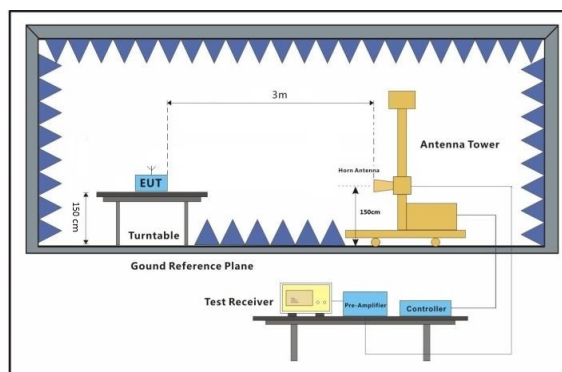 3m
Antenna Tower
Horn Antenna
EUT
150 cm
150cm
Turntable
Gound Reference Plane
Test Receiver
Pre-Amplifier
Controller